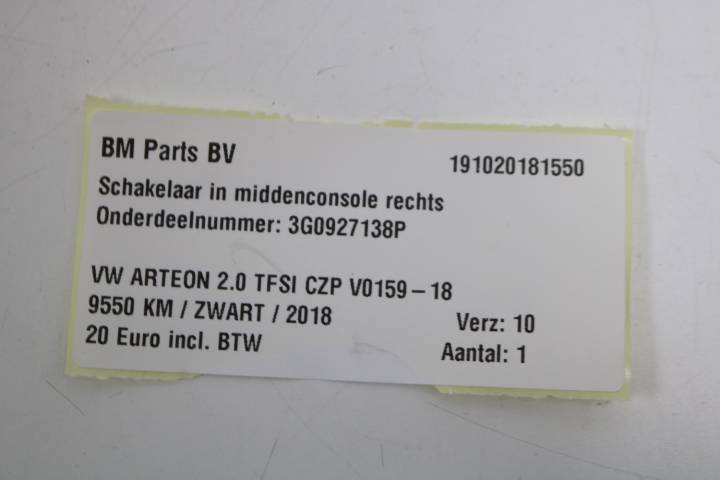 BM Parts BV 191020181550
Schakelaar in middenconsole rechts
Onderdeelnummer: 3G0927138P
VW ARTEON 2.0 TFSI CZP V0159 – 18
9550 KM / ZWART / 2018 Verz: 10
20 Euro incl. BTW Aantal: 1